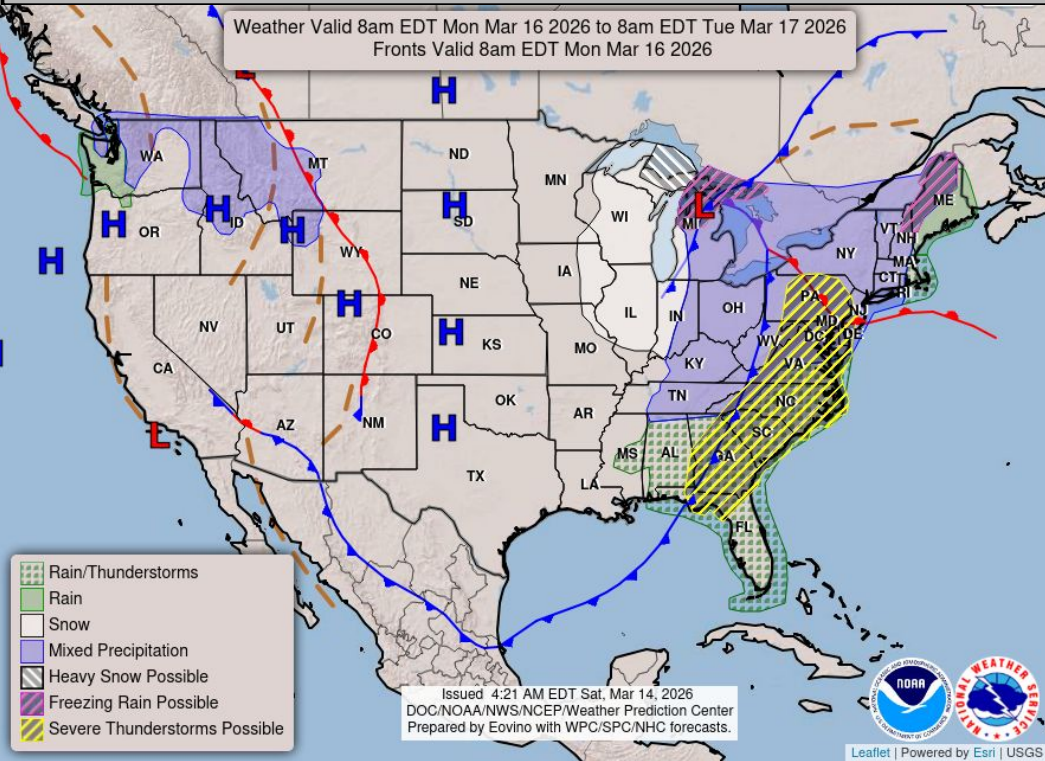 Weather Valid 8am EDT Mon Mar 16 2026 to 8am EDT Tue Mar 17 2026
Fronts Valid 8am EDT Mon Mar 16 2026
L
H
WA
MT
ND
MN
ME
H
H
OR
H
ID
H
H
SD
WI
L
MI
VT
NH
NY
MA
CT
RI
H
WY
NE
IA
PA
NJ
H
NV
UT
CO
H
KS
IL
IN
OH
MD
DC
DE
WV
VA
CA
MO
KY
L
AZ
NM
H
OK
AR
TN
NC
SC
TX
LA
MS
AL
GA
FL
Rain/Thunderstorms
Rain
Snow
Mixed Precipitation
Heavy Snow Possible
Freezing Rain Possible
Severe Thunderstorms Possible
Issued 4:21 AM EDT Sat, Mar 14, 2026
DOC/NOAA/NWS/NCEP/Weather Prediction Center
Prepared by Eovino with WPC/SPC/NHC forecasts.
NOAA
NATIONAL WEATHER SERVICE
Leaflet | Powered by Esri | USGS